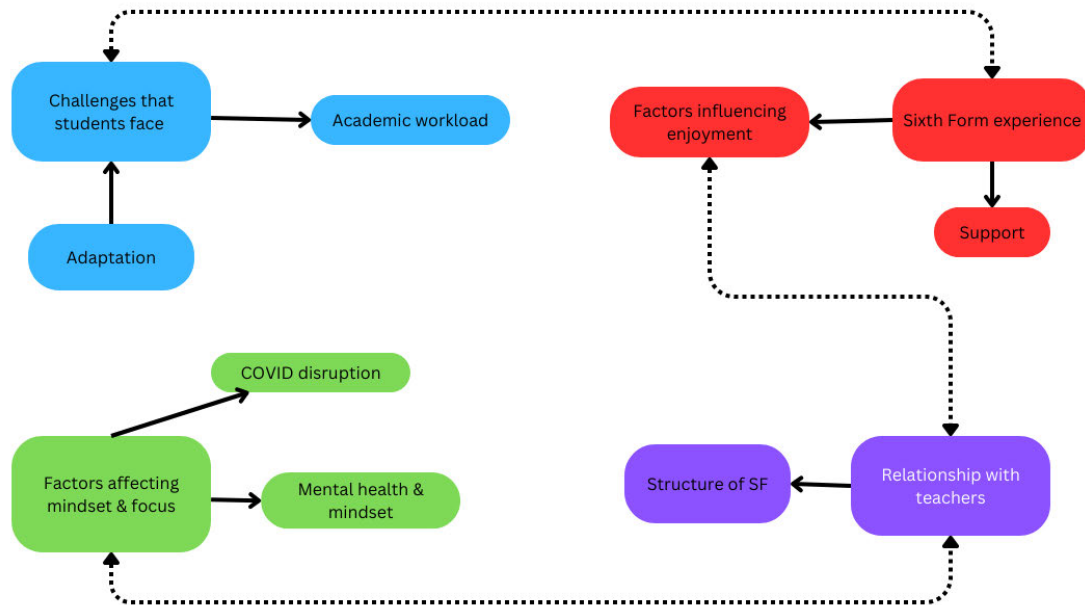 Challenges that
students face
Academic workload
Adaptation
Factors influencing
enjoyment
Sixth Form experience
Support
COVID disruption
Factors affecting
mindset & focus
Mental health &
mindset
Structure of SF
Relationship with
teachers